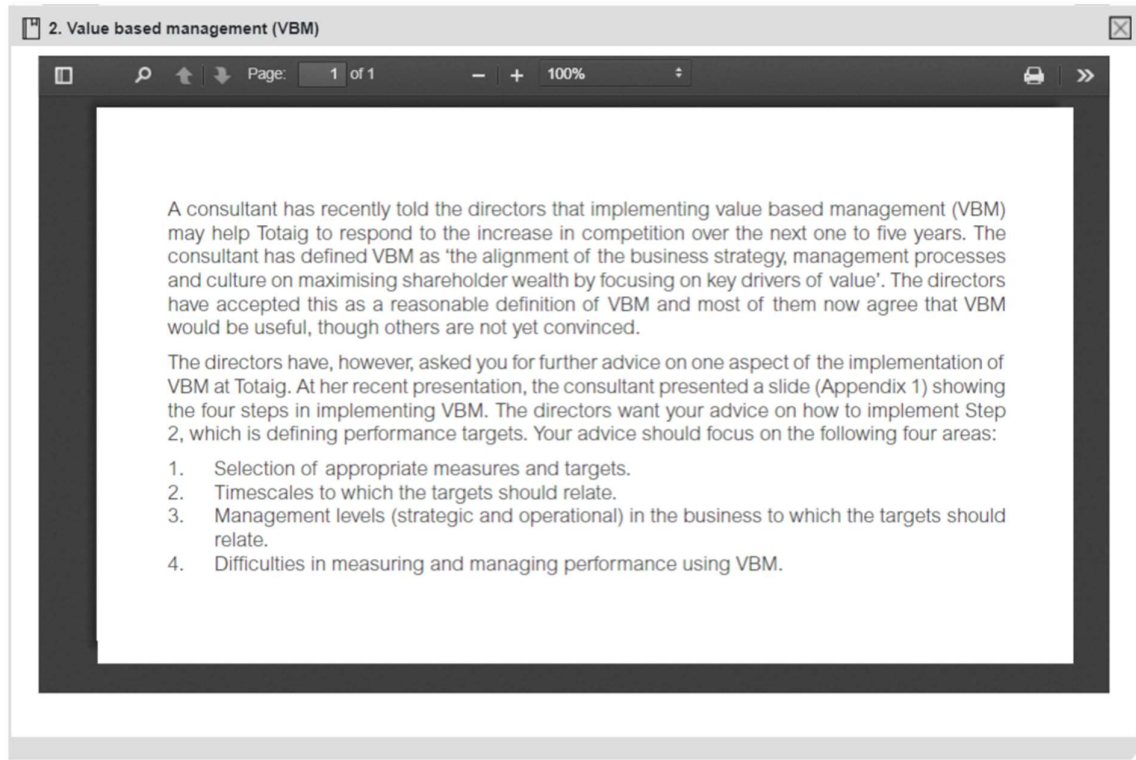 2. Value based management (VBM)
Page: 1 of 1 − + 100%
A consultant has recently told the directors that implementing value based management (VBM)
may help Totaig to respond to the increase in competition over the next one to five years. The
consultant has defined VBM as ‘the alignment of the business strategy, management processes
and culture on maximising shareholder wealth by focusing on key drivers of value’. The directors
have accepted this as a reasonable definition of VBM and most of them now agree that VBM
would be useful, though others are not yet convinced.
The directors have, however, asked you for further advice on one aspect of the implementation of
VBM at Totaig. At her recent presentation, the consultant presented a slide (Appendix 1) showing
the four steps in implementing VBM. The directors want your advice on how to implement Step
2, which is defining performance targets. Your advice should focus on the following four areas:
1. Selection of appropriate measures and targets.
2. Timescales to which the targets should relate.
3. Management levels (strategic and operational) in the business to which the targets should
relate.
4. Difficulties in measuring and managing performance using VBM.